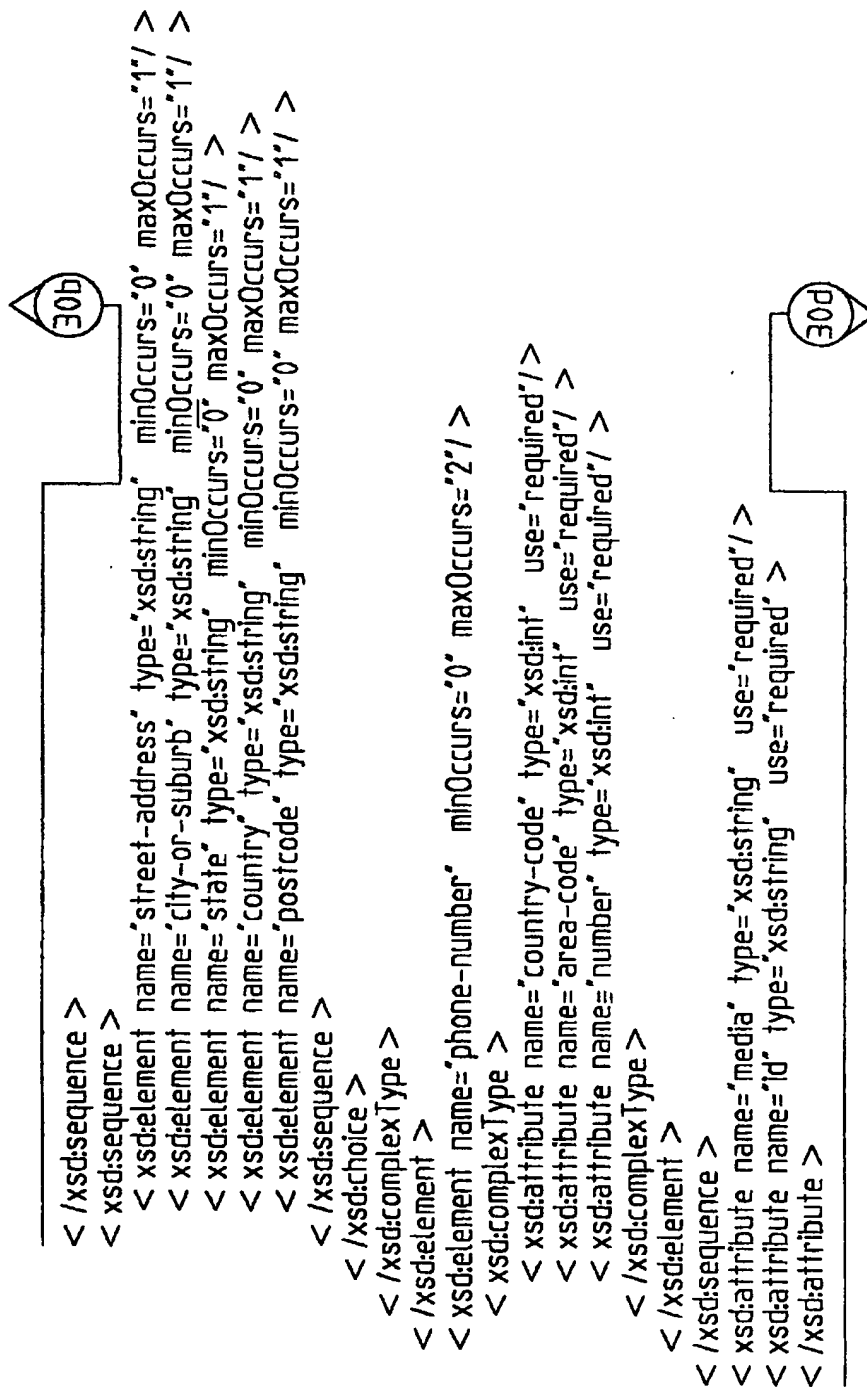 30b
< /xsd:sequence >
< xsd:sequence >
< xsd:element name="street-address" type="xsd:string" minOccurs="0" maxOccurs="1"/ >
< xsd:element name="city-or-suburb" type="xsd:string" minOccurs="0" maxOccurs="1"/ >
< xsd:element name="state" type="xsd:string" minOccurs="0" maxOccurs="1"/ >
< xsd:element name="country" type="xsd:string" minOccurs="0" maxOccurs="1"/ >
< xsd:element name="postcode" type="xsd:string" minOccurs="0" maxOccurs="1"/ >
< /xsd:sequence >
< /xsd:choice >
< /xsd:complexType >
< /xsd:element >
< xsd:element name="phone-number" minOccurs="0" maxOccurs="2"/ >
< xsd:complexType >
< xsd:attribute name="country-code" type="xsd:int" use="required"/ >
< xsd:attribute name="area-code" type="xsd:int" use="required"/ >
< xsd:attribute name="number" type="xsd:int" use="required"/ >
< /xsd:complexType >
< /xsd:element >
< /xsd:sequence >
< xsd:attribute name="media" type="xsd:string" use="required"/ >
< xsd:attribute name="id" type="xsd:string" use="required" >
< /xsd:attribute >
30d